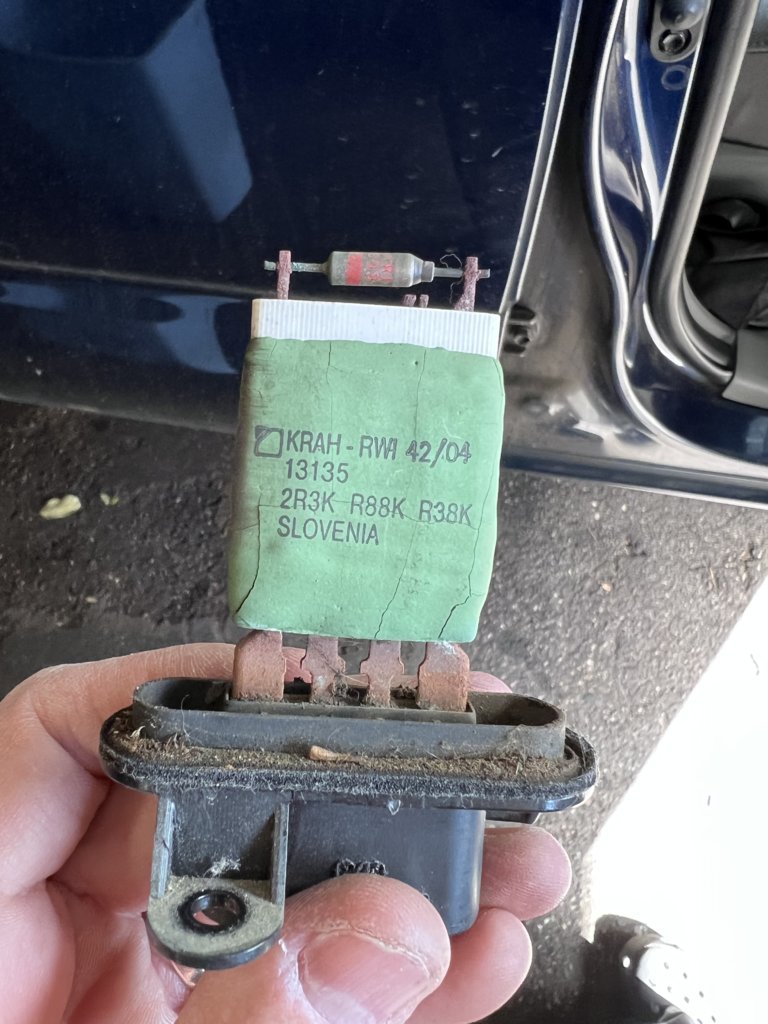 KRAH-RWI 42/04
13135
2R3K R88K R38K
SLOVENIA